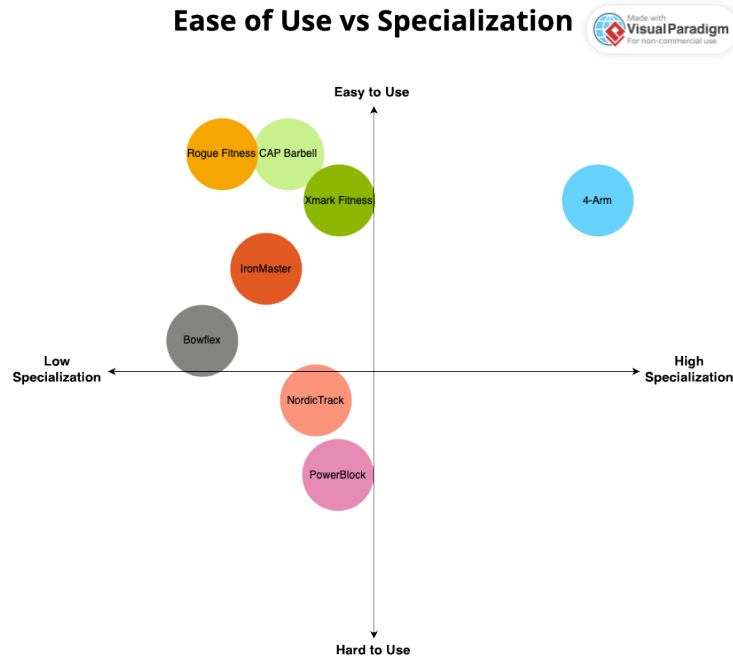 Ease of Use vs Specialization
Made with
Visual Paradigm
For non-commercial use
Easy to Use
Rogue Fitness
CAP Barbell
Xmark Fitness
4-Arm
IronMaster
Bowflex
Low
Specialization
High
Specialization
NordicTrack
PowerBlock
Hard to Use